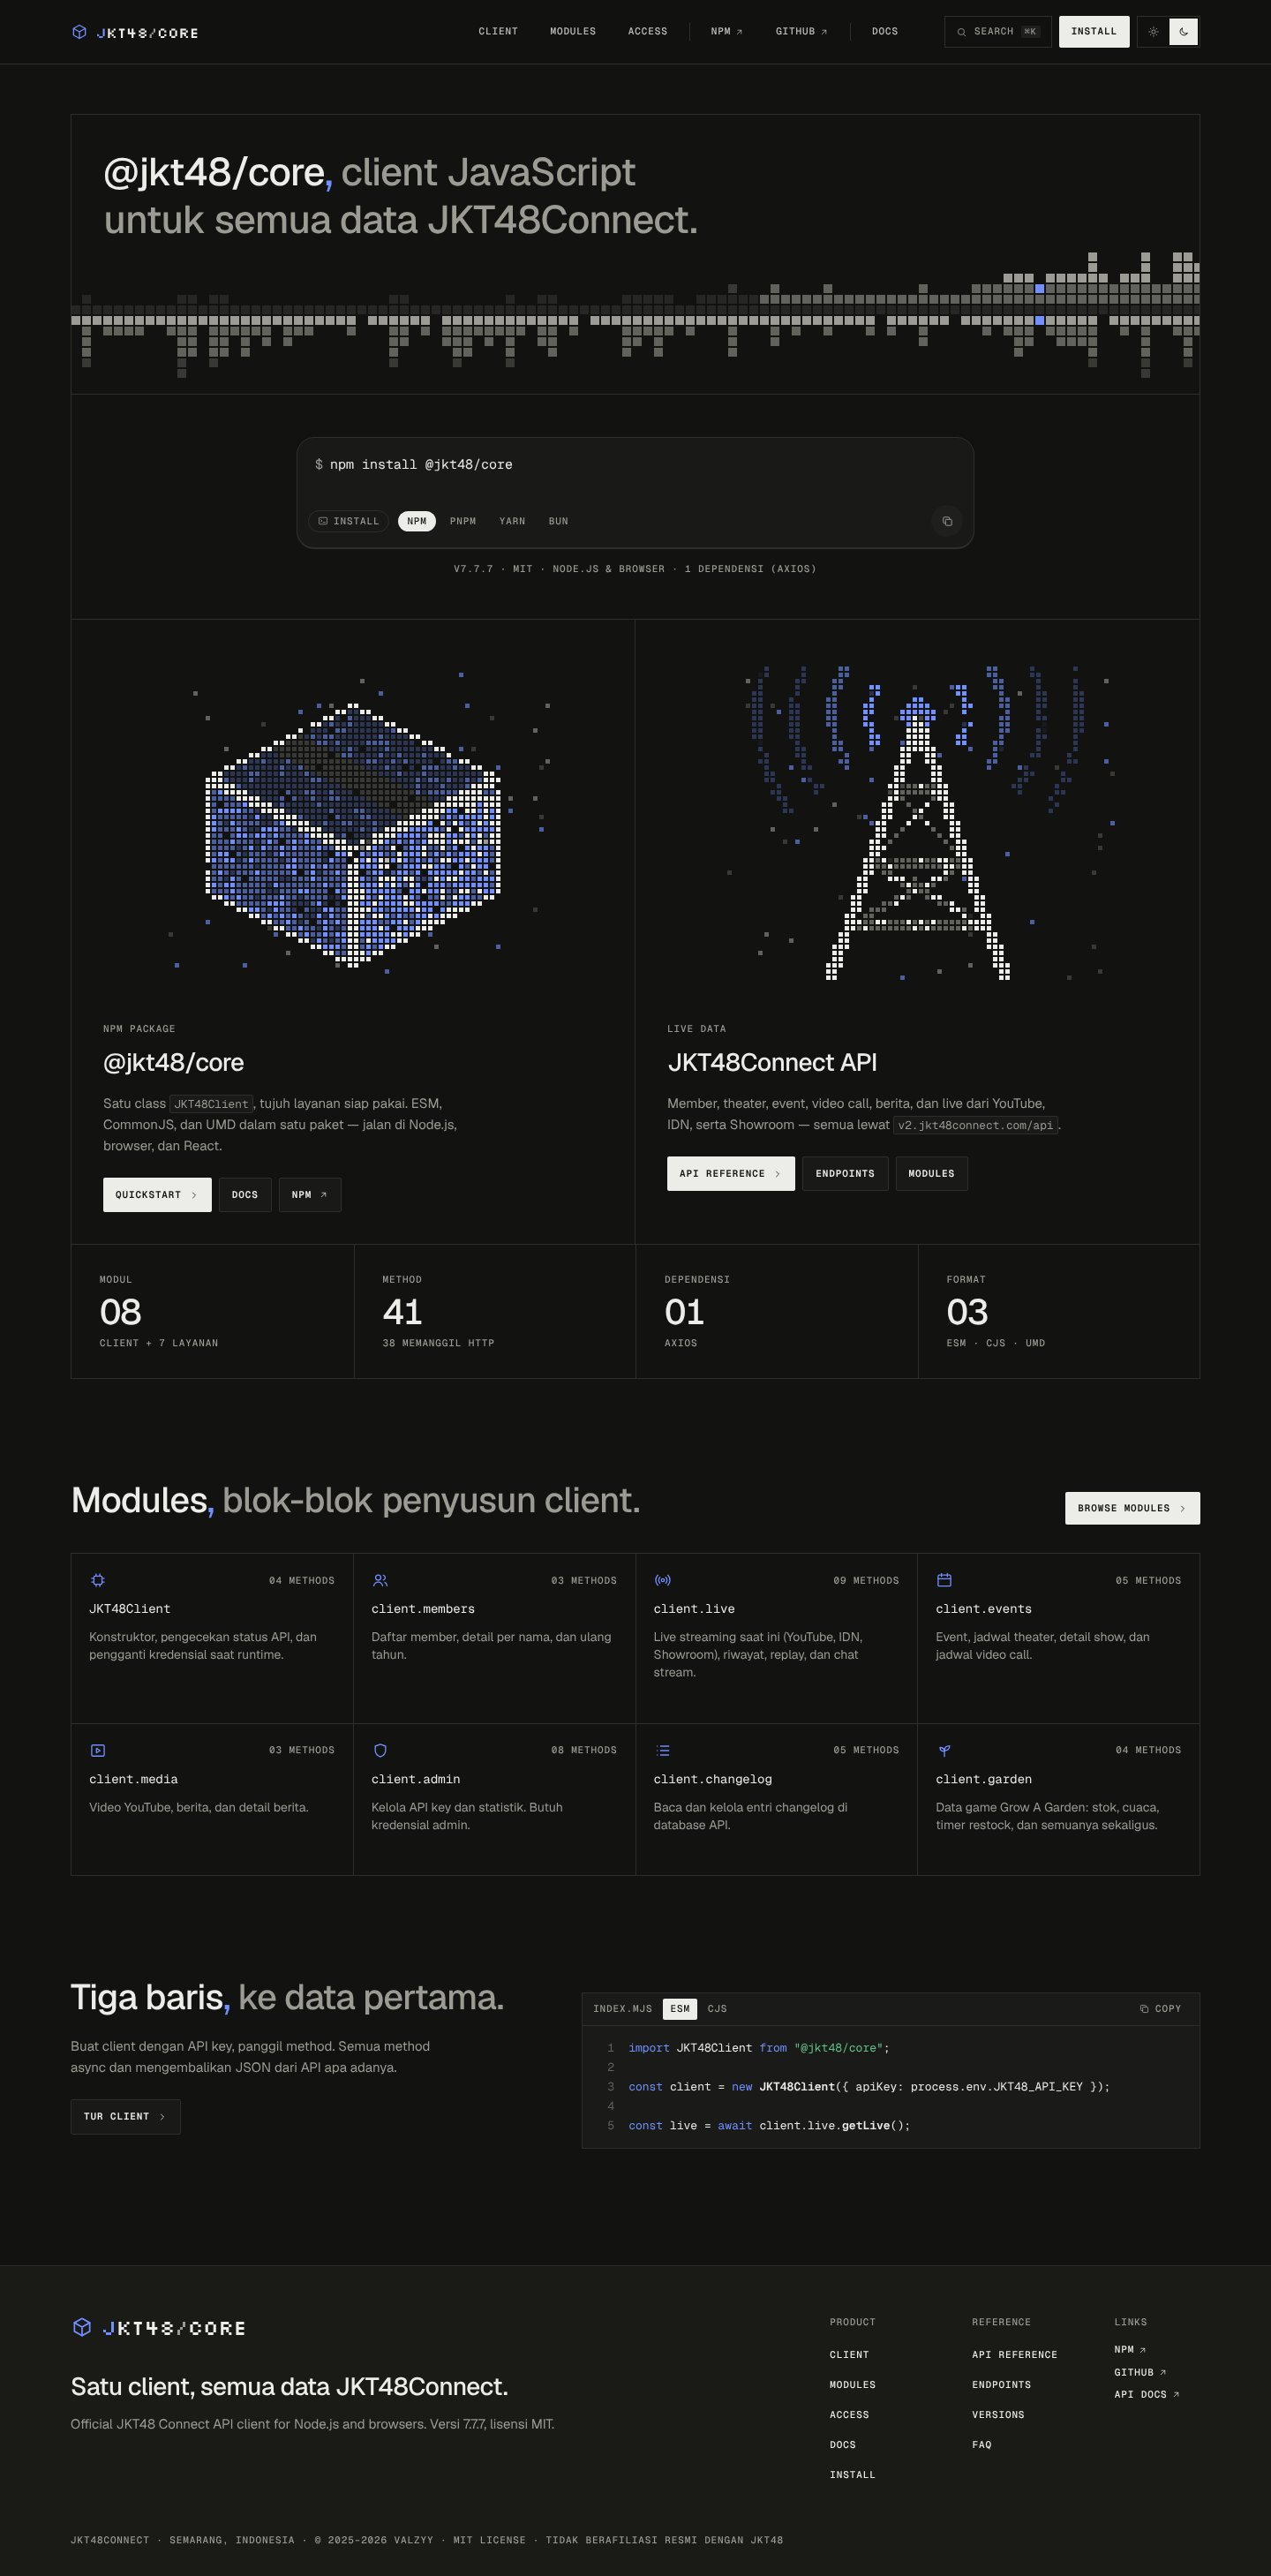 JKT48/CORE
CLIENT MODULES ACCESS NPM ↗ GITHUB ↗ DOCS SEARCH ⌘K INSTALL
@jkt48/core, client JavaScript
untuk semua data JKT48Connect.
$ npm install @jkt48/core
INSTALL NPM PNPM YARN BUN
V7.7.7 · MIT · NODE.JS & BROWSER · 1 DEPENDENSI (AXIOS)
NPM PACKAGE
@jkt48/core
Satu class JKT48Client, tujuh layanan siap pakai. ESM,
CommonJS, dan UMD dalam satu paket — jalan di Node.js,
browser, dan React.
QUICKSTART DOCS NPM ↗
LIVE DATA
JKT48Connect API
Member, theater, event, video call, berita, dan live dari YouTube,
IDN, serta Showroom — semua lewat v2.jkt48connect.com/api.
API REFERENCE ENDPOINTS MODULES
MODUL
08
CLIENT + 7 LAYANAN
METHOD
41
38 MEMANGGIL HTTP
DEPENDENSI
01
AXIOS
FORMAT
03
ESM · CJS · UMD
Modules, blok-blok penyusun client.
BROWSE MODULES
04 METHODS
JKT48Client
Konstruktor, pengecekan status API, dan
pengganti kredensial saat runtime.
03 METHODS
client.members
Daftar member, detail per nama, dan ulang
tahun.
09 METHODS
client.live
Live streaming saat ini (YouTube, IDN,
Showroom), riwayat, replay, dan chat
stream.
05 METHODS
client.events
Event, jadwal theater, detail show, dan
jadwal video call.
03 METHODS
client.media
Video YouTube, berita, dan detail berita.
08 METHODS
client.admin
Kelola API key dan statistik. Butuh
kredensial admin.
05 METHODS
client.changelog
Baca dan kelola entri changelog di
database API.
04 METHODS
client.garden
Data game Grow A Garden: stok, cuaca,
timer restock, dan semuanya sekaligus.
Tiga baris, ke data pertama.
Buat client dengan API key, panggil method. Semua method
async dan mengembalikan JSON dari API apa adanya.
TUR CLIENT
INDEX.MJS ESM CJS COPY
1 import JKT48Client from "@jkt48/core";
2
3 const client = new JKT48Client({ apiKey: process.env.JKT48_API_KEY });
4
5 const live = await client.live.getLive();
JKT48/CORE
Satu client, semua data JKT48Connect.
Official JKT48 Connect API client for Node.js and browsers. Versi 7.7.7, lisensi MIT.
PRODUCT
CLIENT
MODULES
ACCESS
DOCS
INSTALL
REFERENCE
API REFERENCE
ENDPOINTS
VERSIONS
FAQ
LINKS
NPM ↗
GITHUB ↗
API DOCS ↗
JKT48CONNECT · SEMARANG, INDONESIA · © 2025–2026 VALZYY · MIT LICENSE · TIDAK BERAFILIASI RESMI DENGAN JKT48